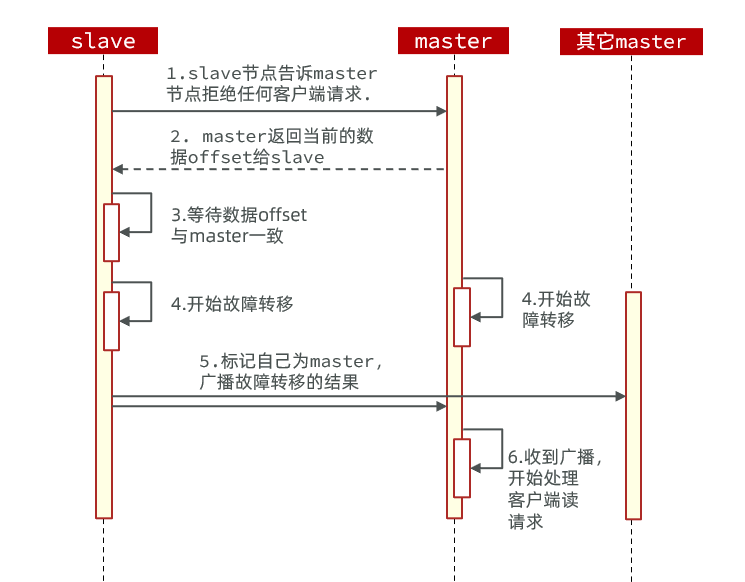 slave
master
其它master
1.slave节点告诉master
节点拒绝任何客户端请求.
2. master返回当前的数
据offset给slave
3.等待数据offset
与master一致
4.开始故障转移
4.开始故
障转移
5.标记自己为master,
广播故障转移的结果
6.收到广播,
开始处理
客户端读
请求